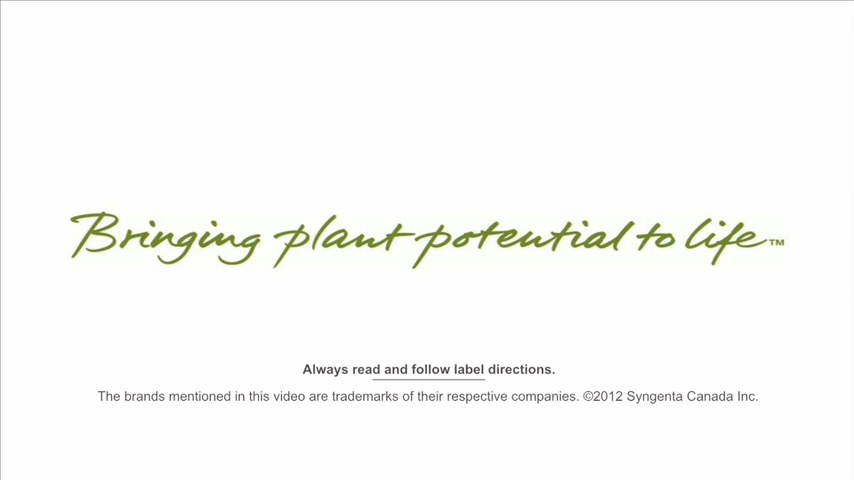 Bringing plant potential to life™
Always read and follow label directions.
The brands mentioned in this video are trademarks of their respective companies. ©2012 Syngenta Canada Inc.